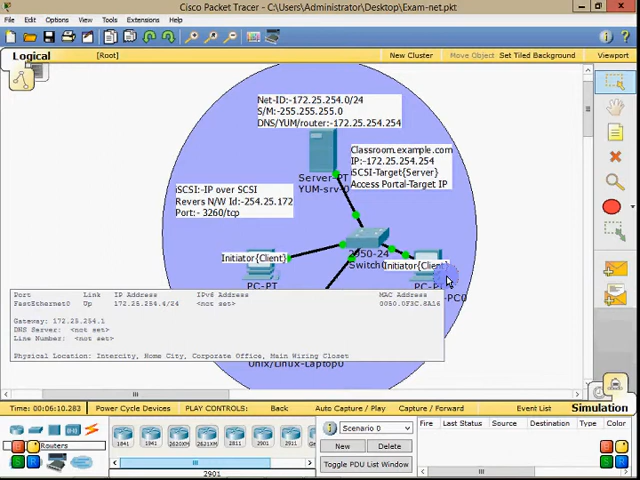 Cisco Packet Tracer - C:\Users\Administrator\Desktop\Exam-net.pkt
File Edit Options View Tools Extensions Help
Logical [Root] New Cluster Move Object Set Tiled Background Viewport
Net-ID:-172.25.254.0/24
S/M:-255.255.255.0
DNS/YUM/router:-172.25.254.254
Classroom.example.com
IP:-172.25.254.254
iSCSI-Target{Server}
Access Portal-Target IP
Server-PT
YUM-srv-0
iSCSI:-IP over SCSI
Revers N/W Id:-254.25.172
Port:- 3260/tcp
2950-24
Switch
Initiator{Client}
Initiator{Client
PC-PT
PC-P
PC0
Port Link IP Address IPv6 Address MAC Address
FastEthernet0 Up 172.25.254.4/24 <not set> 0050.0F3C.8A16
Gateway: 172.25.254.1
DNS Server: <not set>
Line Number: <not set>
Physical Location: Intercity, Home City, Corporate Office, Main Wiring Closet
Unix/Linux-Laptop0
Time: 00:06:10.283 Power Cycle Devices PLAY CONTROLS: Back Auto Capture / Play Capture / Forward Event List Simulation
Routers
1841 1941 2620XM 2621XM 2811 2901 2911
2901
Scenario 0
New Delete
Toggle PDU List Window
Fire Last Status Source Destination Type Color